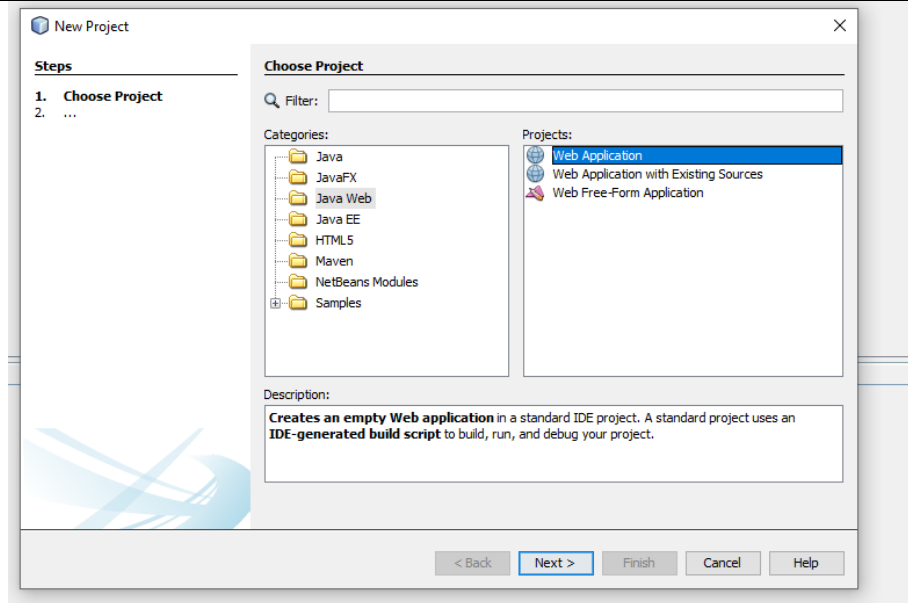 New Project
Steps
1. Choose Project
2. ...
Choose Project
Filter:
Categories:
Java
JavaFX
Java Web
Java EE
HTML5
Maven
NetBeans Modules
Samples
Projects:
Web Application
Web Application with Existing Sources
Web Free-Form Application
Description:
Creates an empty Web application in a standard IDE project. A standard project uses an
IDE-generated build script to build, run, and debug your project.
< Back Next > Finish Cancel Help